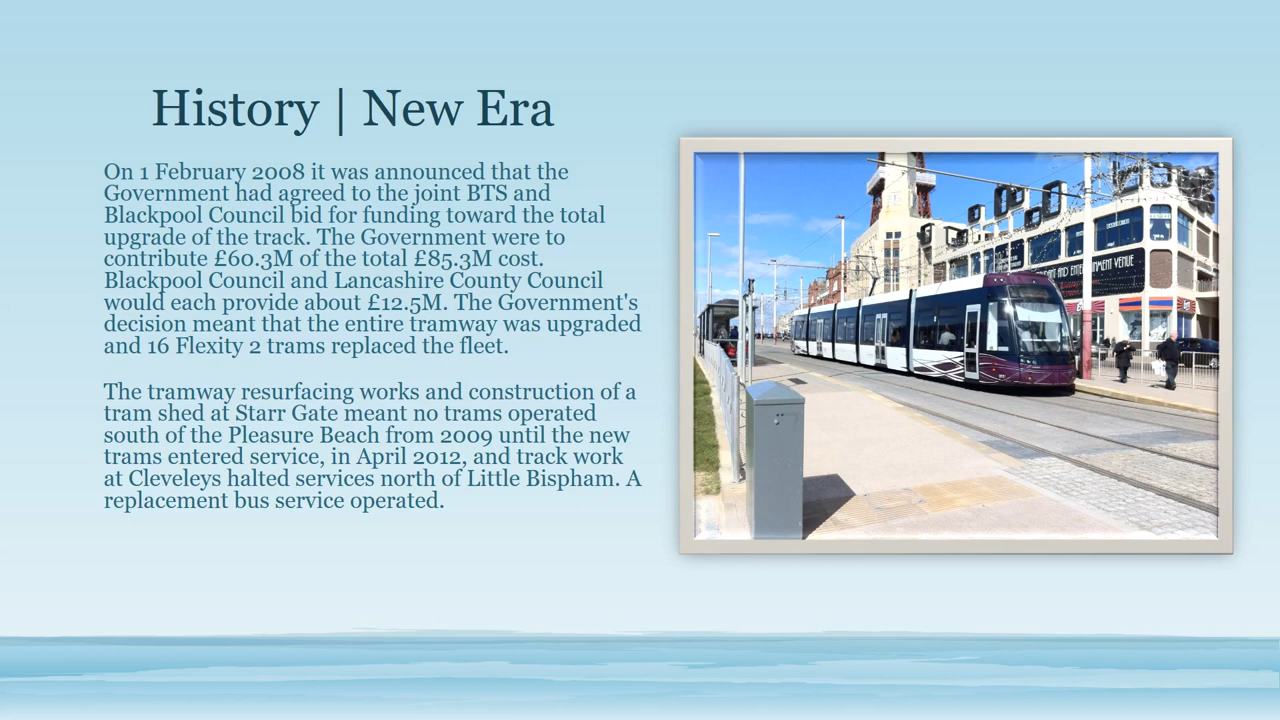 History | New Era
On 1 February 2008 it was announced that the
Government had agreed to the joint BTS and
Blackpool Council bid for funding toward the total
upgrade of the track. The Government were to
contribute £60.3M of the total £85.3M cost.
Blackpool Council and Lancashire County Council
would each provide about £12.5M. The Government's
decision meant that the entire tramway was upgraded
and 16 Flexity 2 trams replaced the fleet.
The tramway resurfacing works and construction of a
tram shed at Starr Gate meant no trams operated
south of the Pleasure Beach from 2009 until the new
trams entered service, in April 2012, and track work
at Cleveleys halted services north of Little Bispham. A
replacement bus service operated.
AND ENTERTAINMENT VENUE